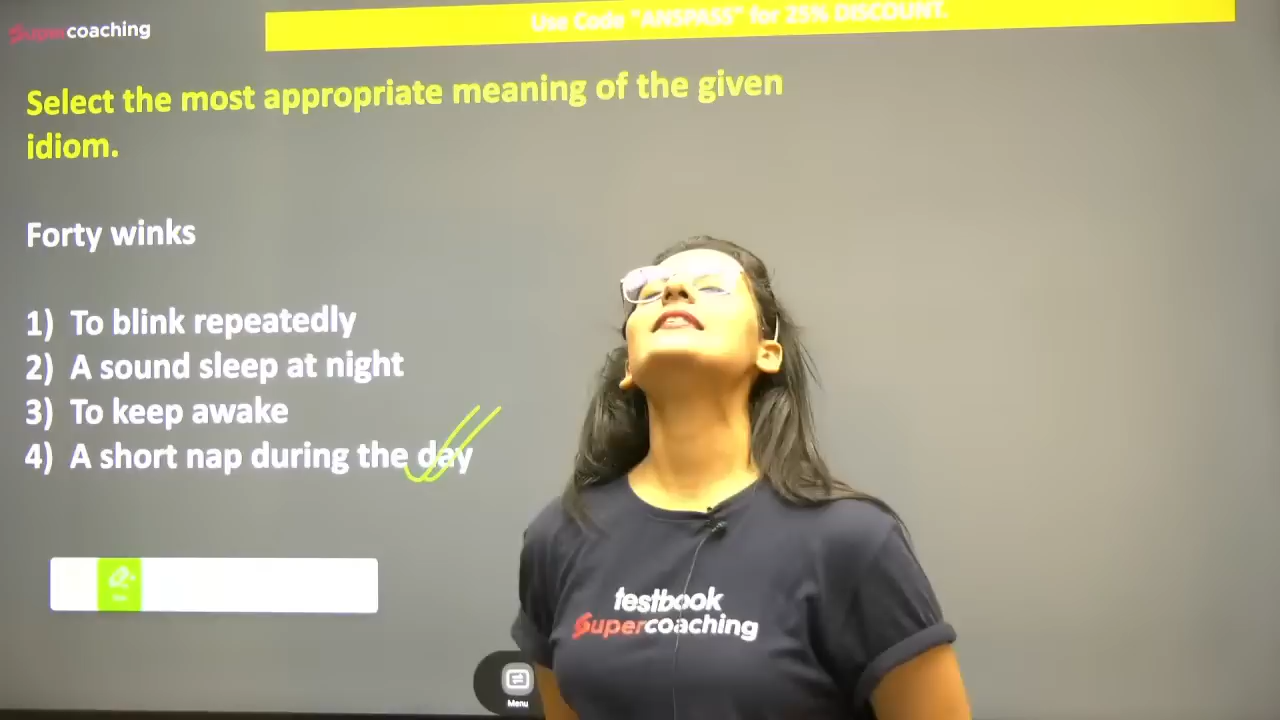 Supercoaching
Use Code "ANSPASS" for 25% DISCOUNT.
Select the most appropriate meaning of the given
idiom.
Forty winks
1) To blink repeatedly
2) A sound sleep at night
3) To keep awake
4) A short nap during the day
testbook
Supercoaching
Menu